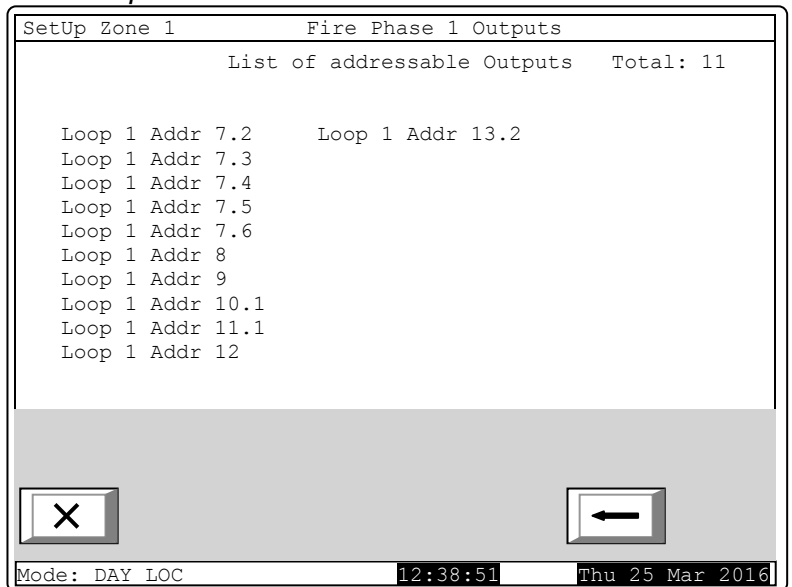 SetUp Zone 1 Fire Phase 1 Outputs
List of addressable Outputs Total: 11
Loop 1 Addr 7.2 Loop 1 Addr 13.2
Loop 1 Addr 7.3
Loop 1 Addr 7.4
Loop 1 Addr 7.5
Loop 1 Addr 7.6
Loop 1 Addr 8
Loop 1 Addr 9
Loop 1 Addr 10.1
Loop 1 Addr 11.1
Loop 1 Addr 12
Mode: DAY LOC 12:38:51 Thu 25 Mar 2016